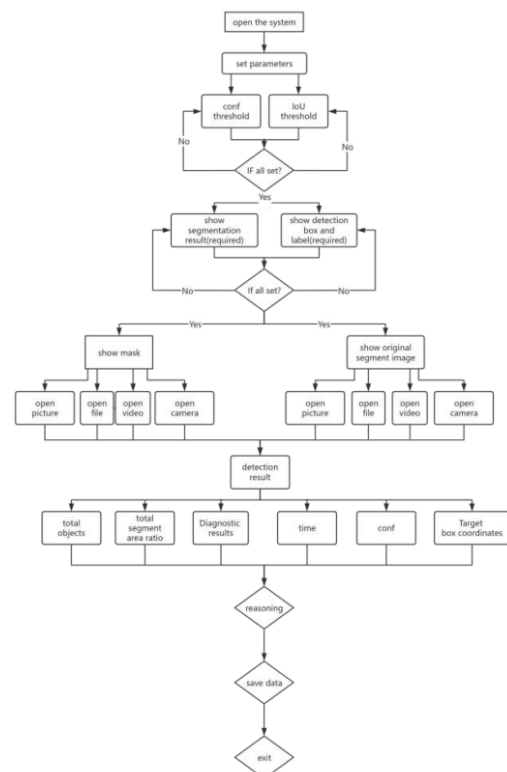 open the system
set parameters
conf
threshold
IoU
threshold
No
No
IF all set?
Yes
show
segmentation
result(required)
show detection
box and
label(required)
No
If all set?
No
Yes
Yes
show mask
show original
segment image
open
picture
open
file
open
video
open
camera
open
picture
open
file
open
video
open
camera
detection
result
total
objects
total
segment
area ratio
Diagnostic
results
time
conf
Target
box coordinates
reasoning
save data
exit